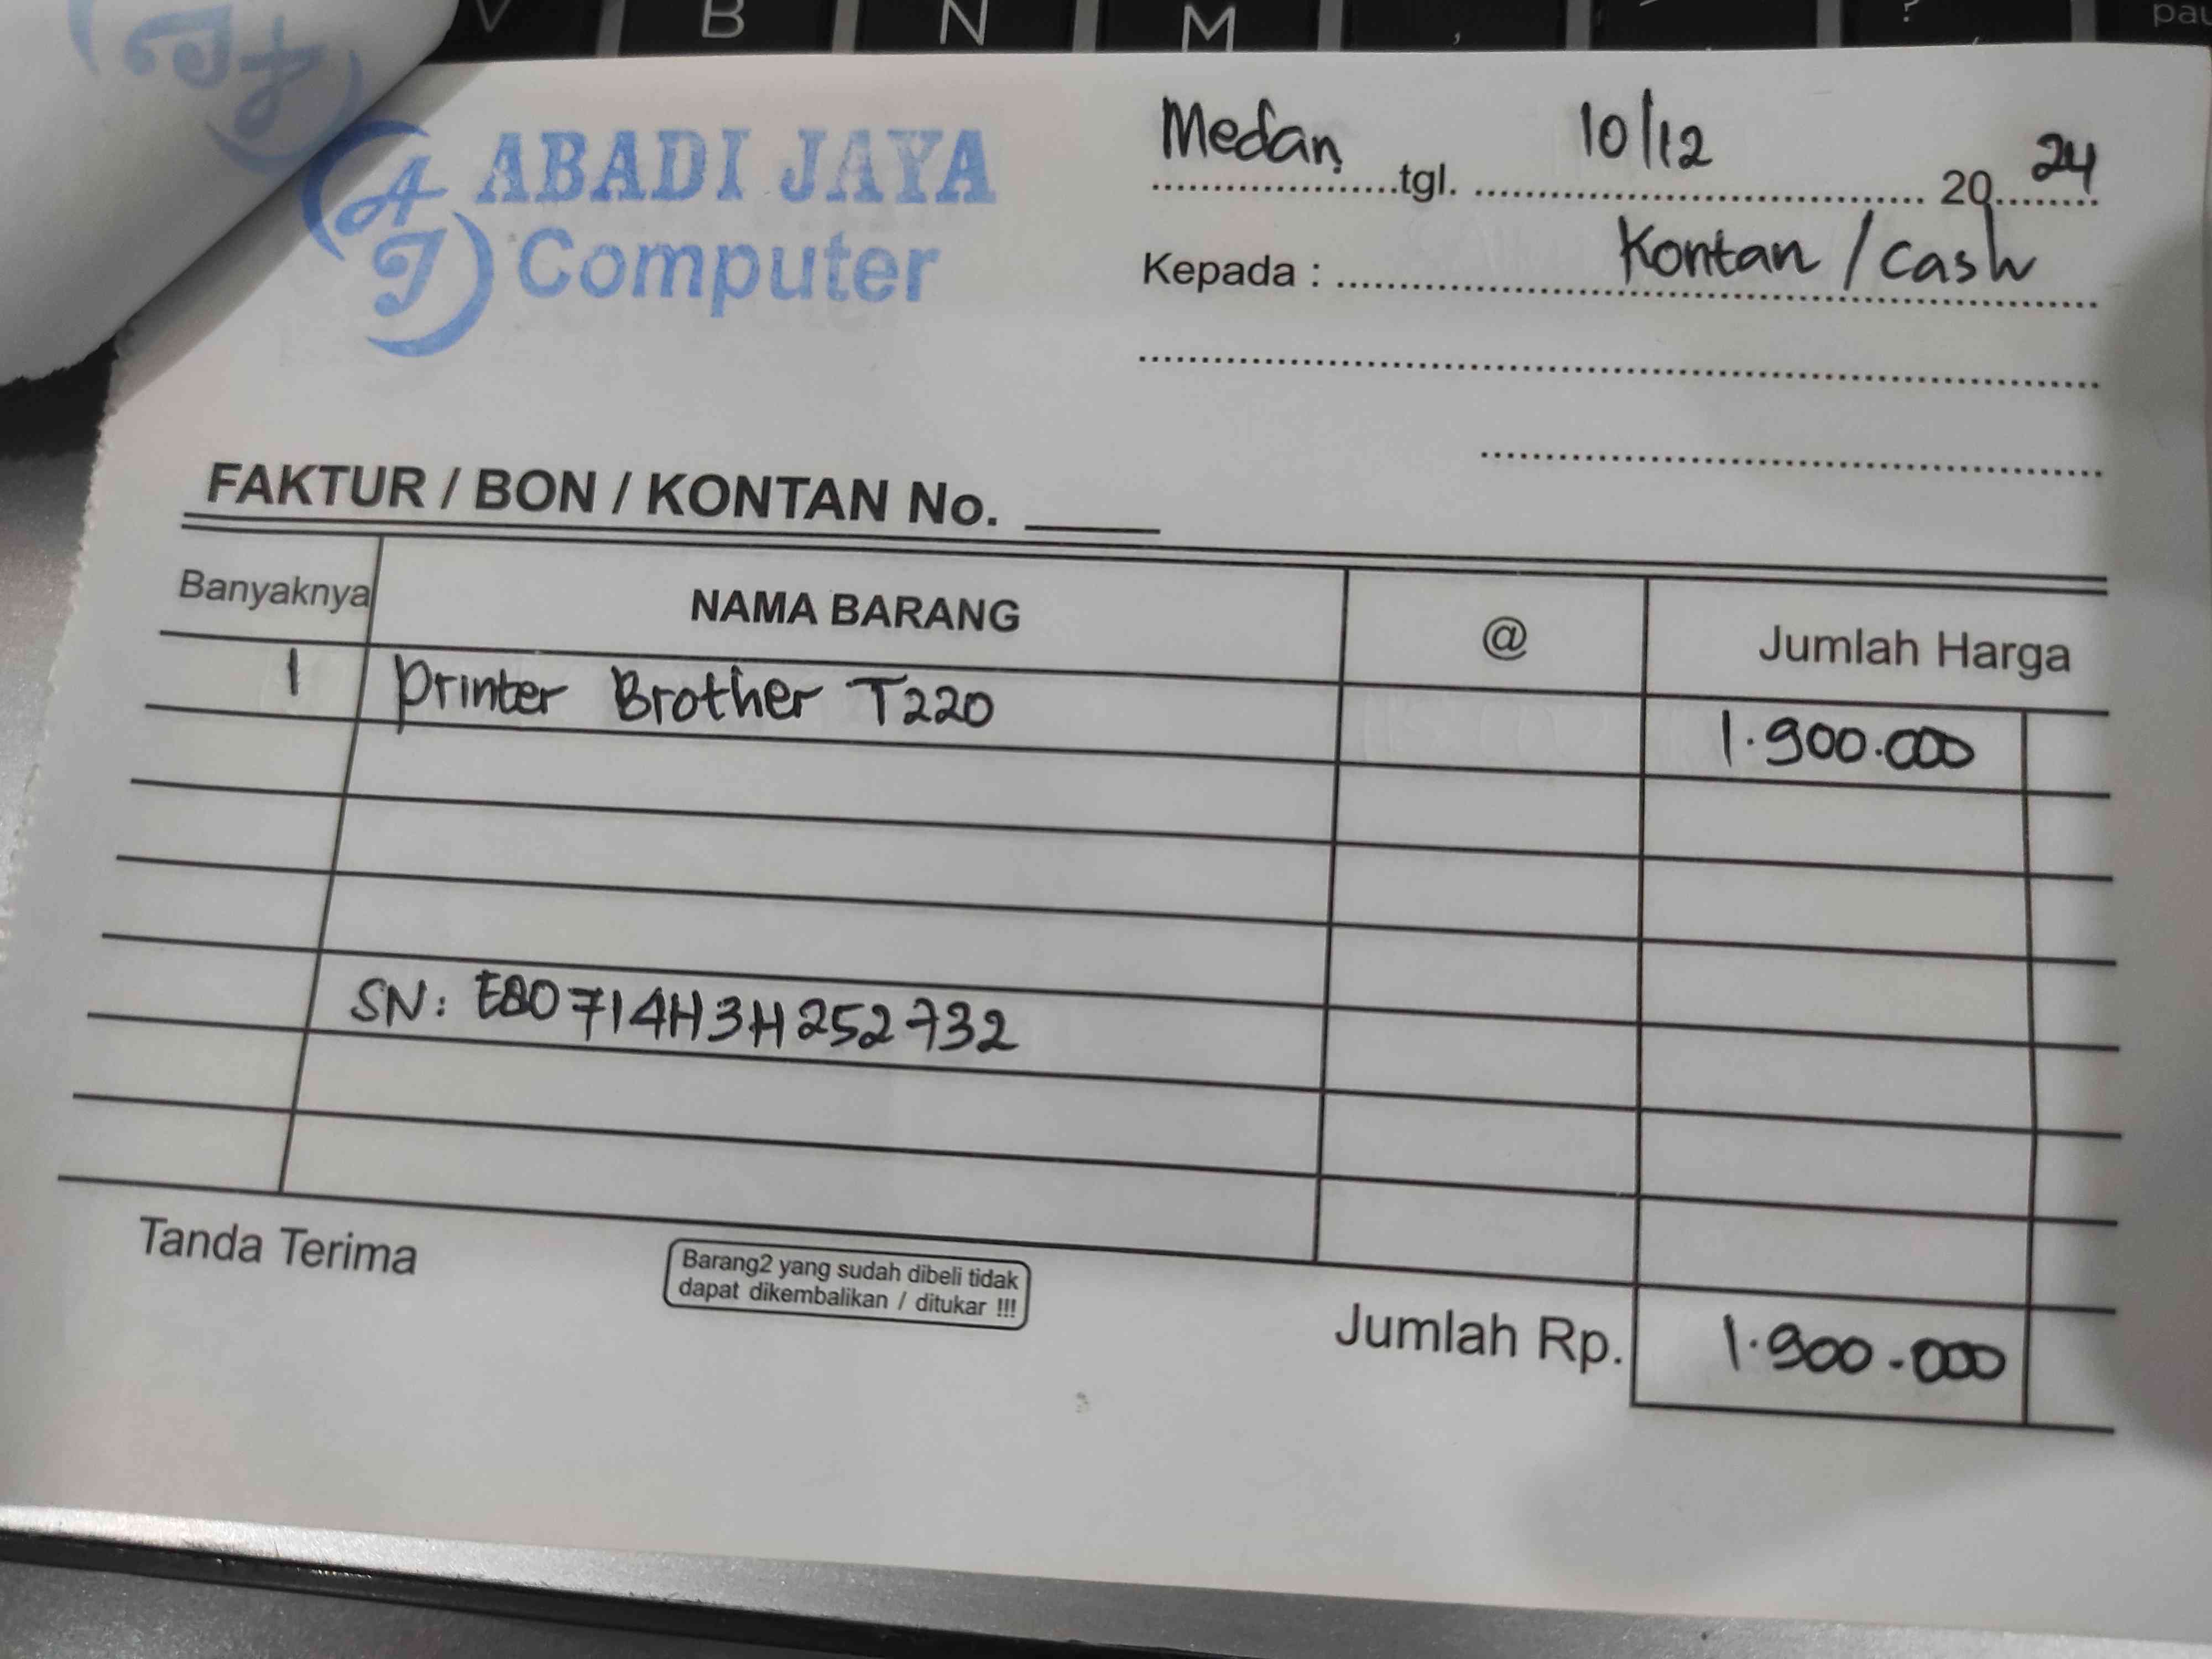 V B N M , ?
AJ
ABADI JAYA
Computer
Medan, tgl. 10/12 2024
Kepada : Kontan / Cash
FAKTUR / BON / KONTAN No.
Banyaknya NAMA BARANG @ Jumlah Harga
1 Printer Brother T220 1.900.000
SN: E80714H3H252732
Tanda Terima
Barang2 yang sudah dibeli tidak
dapat dikembalikan / ditukar !!!
Jumlah Rp. 1.900.000